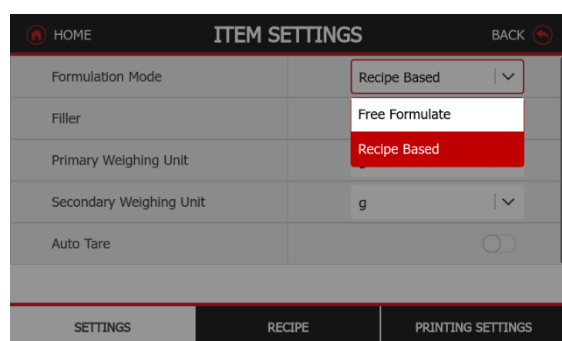 HOME ITEM SETTINGS BACK
Formulation Mode Recipe Based
Free Formulate
Filler
Recipe Based
Primary Weighing Unit
Secondary Weighing Unit g
Auto Tare
SETTINGS RECIPE PRINTING SETTINGS